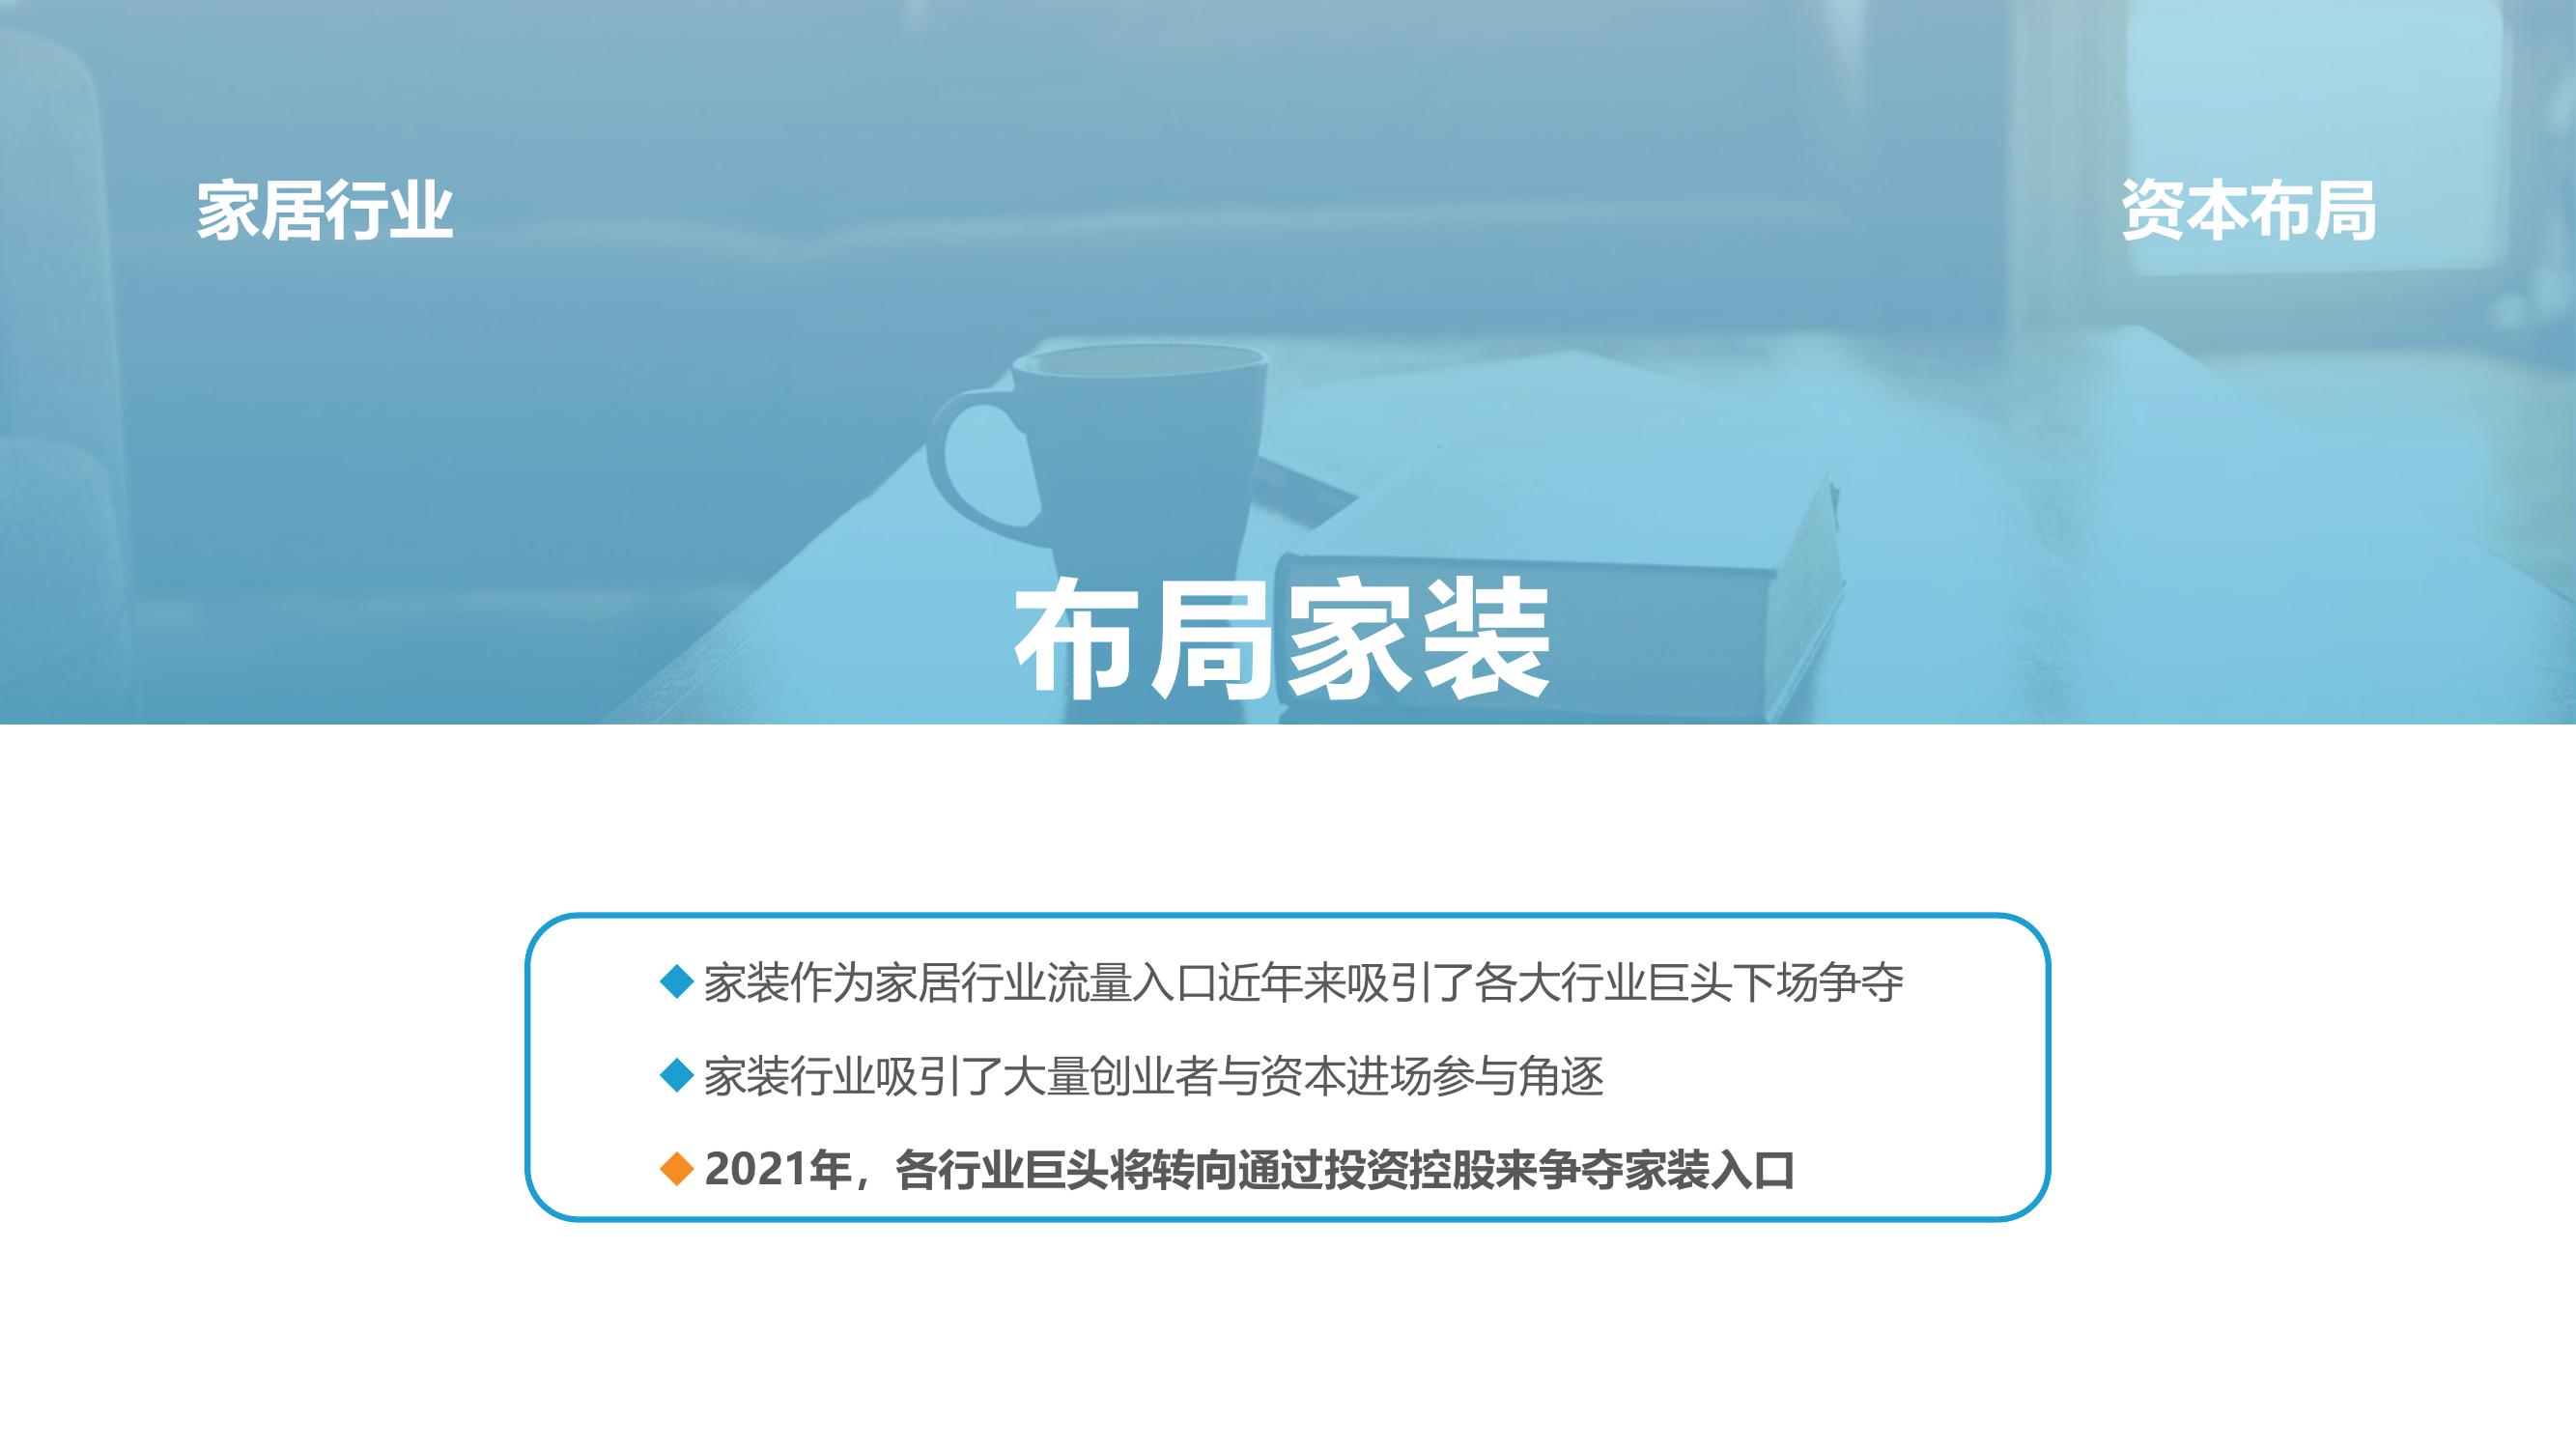 家居行业
资本布局
布局家装
家装作为家居行业流量入口近年来吸引了各大行业巨头下场争夺
家装行业吸引了大量创业者与资本进场参与角逐
2021年，各行业巨头将转向通过投资控股来争夺家装入口